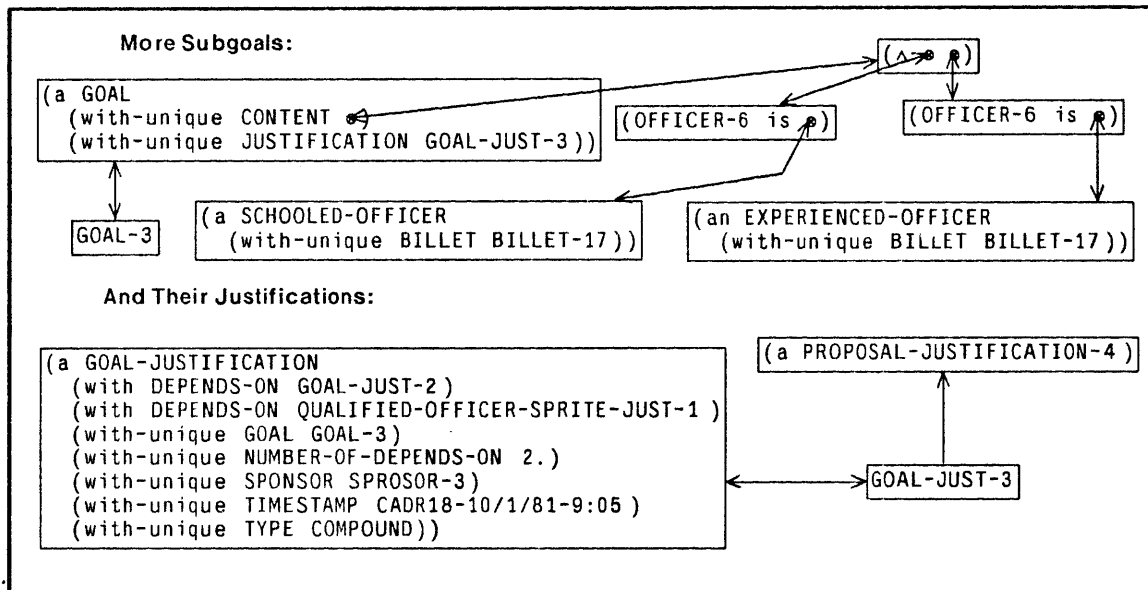 More Subgoals:
(∧ )
(a GOAL
(with-unique CONTENT )
(with-unique JUSTIFICATION GOAL-JUST-3))
(OFFICER-6 is )
(OFFICER-6 is )
GOAL-3
(a SCHOOLED-OFFICER
(with-unique BILLET BILLET-17))
(an EXPERIENCED-OFFICER
(with-unique BILLET BILLET-17))
And Their Justifications:
(a GOAL-JUSTIFICATION
(with DEPENDS-ON GOAL-JUST-2)
(with DEPENDS-ON QUALIFIED-OFFICER-SPRITE-JUST-1 )
(with-unique GOAL GOAL-3)
(with-unique NUMBER-OF-DEPENDS-ON 2.)
(with-unique SPONSOR SPROSOR-3)
(with-unique TIMESTAMP CADR18-10/1/81-9:05 )
(with-unique TYPE COMPOUND))
(a PROPOSAL-JUSTIFICATION-4 )
GOAL-JUST-3